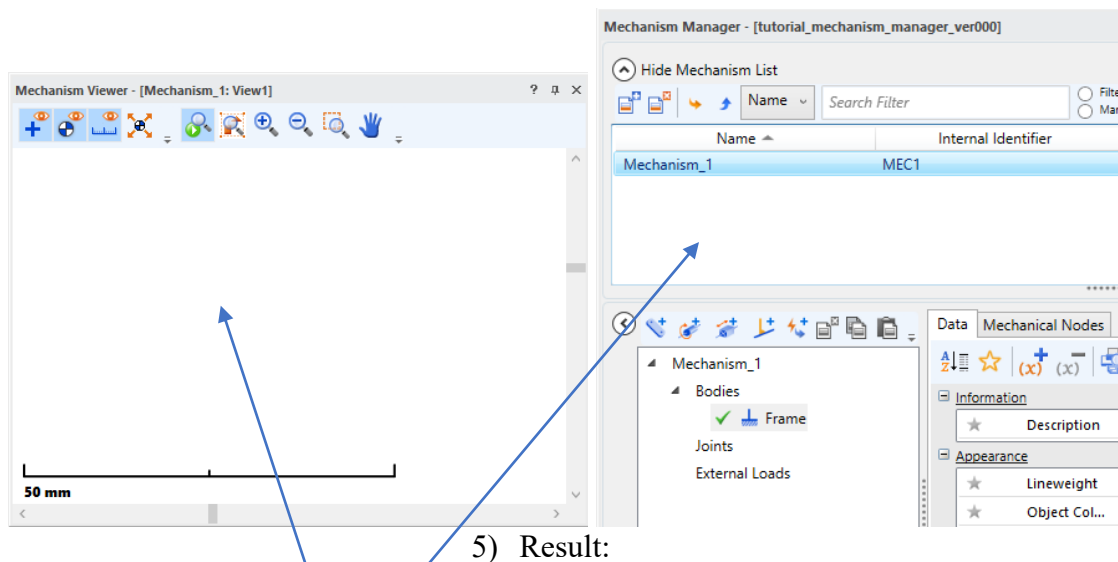 Mechanism Viewer - [Mechanism_1: View1]
50 mm
Mechanism Manager - [tutorial_mechanism_manager_ver000]
Hide Mechanism List
Name
Search Filter
Name
Internal Identifier
Mechanism_1
MEC1
Mechanism_1
Bodies
Frame
Joints
External Loads
Data
Mechanical Nodes
Information
Description
Appearance
Lineweight
Object Col...
5) Result: